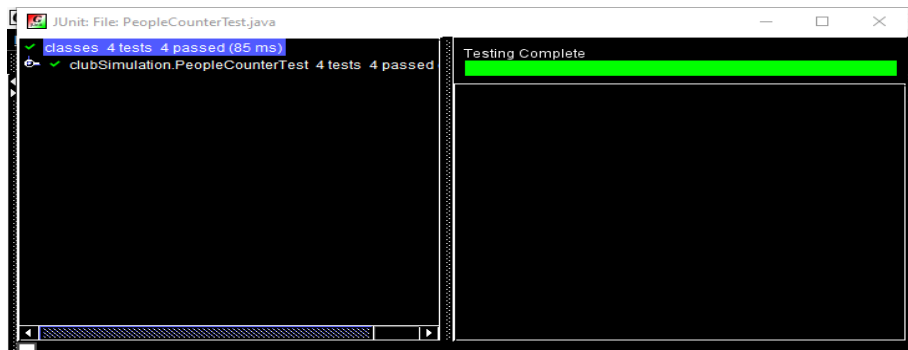 JUnit: File: PeopleCounterTest.java
classes 4 tests 4 passed (85 ms)
clubSimulation.PeopleCounterTest 4 tests 4 passed
Testing Complete